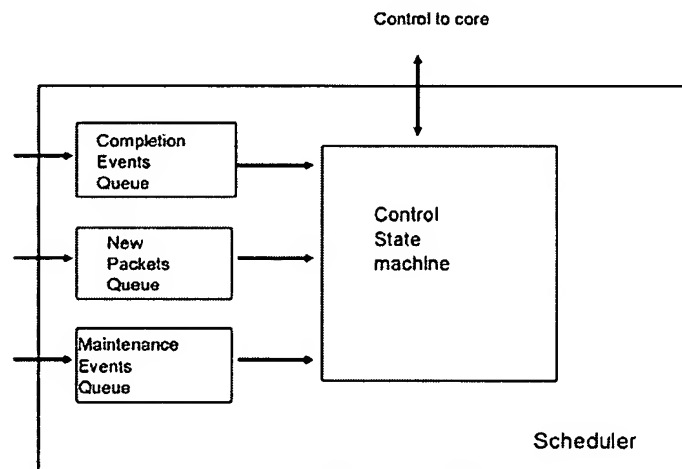 Control to core
Completion
Events
Queue
New
Packets
Queue
Maintenance
Events
Queue
Control
State
machine
Scheduler